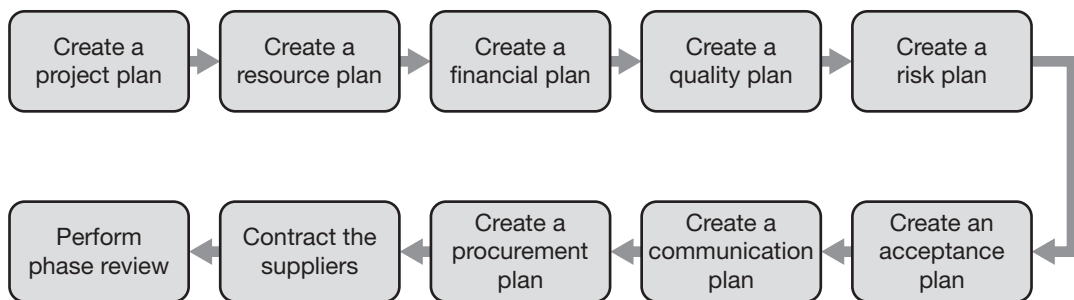 Create a
project plan
Create a
resource plan
Create a
financial plan
Create a
quality plan
Create a
risk plan
Create an
acceptance
plan
Create a
communication
plan
Create a
procurement
plan
Contract the
suppliers
Perform
phase review